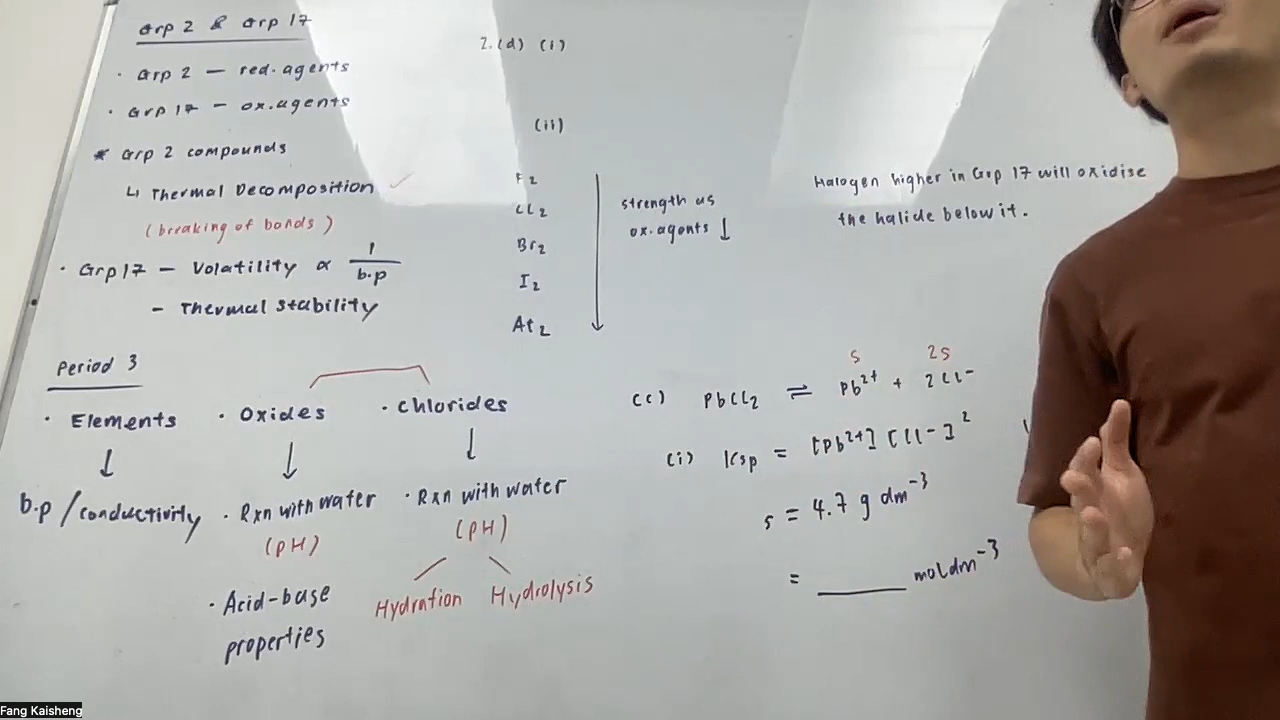 Grp 2 & Grp 17
· Grp 2 — red. agents
· Grp 17 — ox. agents
* Grp 2 compounds
↳ Thermal Decomposition ✓
(breaking of bonds)
· Grp 17 — Volatility ∝ 1/b.p
— Thermal stability
Period 3
· Elements
↓
b.p / conductivity
· Oxides
↓
· Rxn with water
(pH)
· Acid-base
properties
· Chlorides
↓
· Rxn with water
(pH)
Hydration Hydrolysis
2. (d) (i)
(ii)
F2
Cl2
Br2
I2
At2
strength as
ox. agents ↓
Halogen higher in Grp 17 will oxidise
the halide below it.
s 2s
(c) PbCl2 ⇌ Pb2+ + 2Cl-
(i) Ksp = [Pb2+] [Cl-]2
s = 4.7 g dm-3
= ______ mol dm-3
Fang Kaisheng